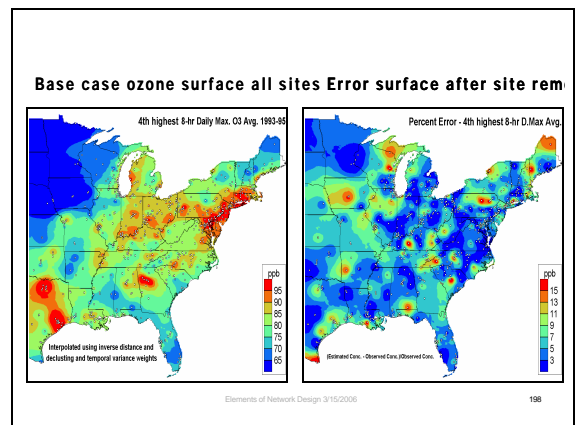 Base case ozone surface all sites Error surface after site rem
4th highest 8-hr Daily Max. O3 Avg. 1993-95
ppb
95
90
85
80
75
70
65
Interpolated using inverse distance and
declusting and temporal variance weights
Percent Error - 4th highest 8-hr D.Max Avg.
ppb
15
13
11
9
7
5
3
(Estimated Conc. - Observed Conc. )/Observed Conc.
Elements of Network Design 3/15/2006
198